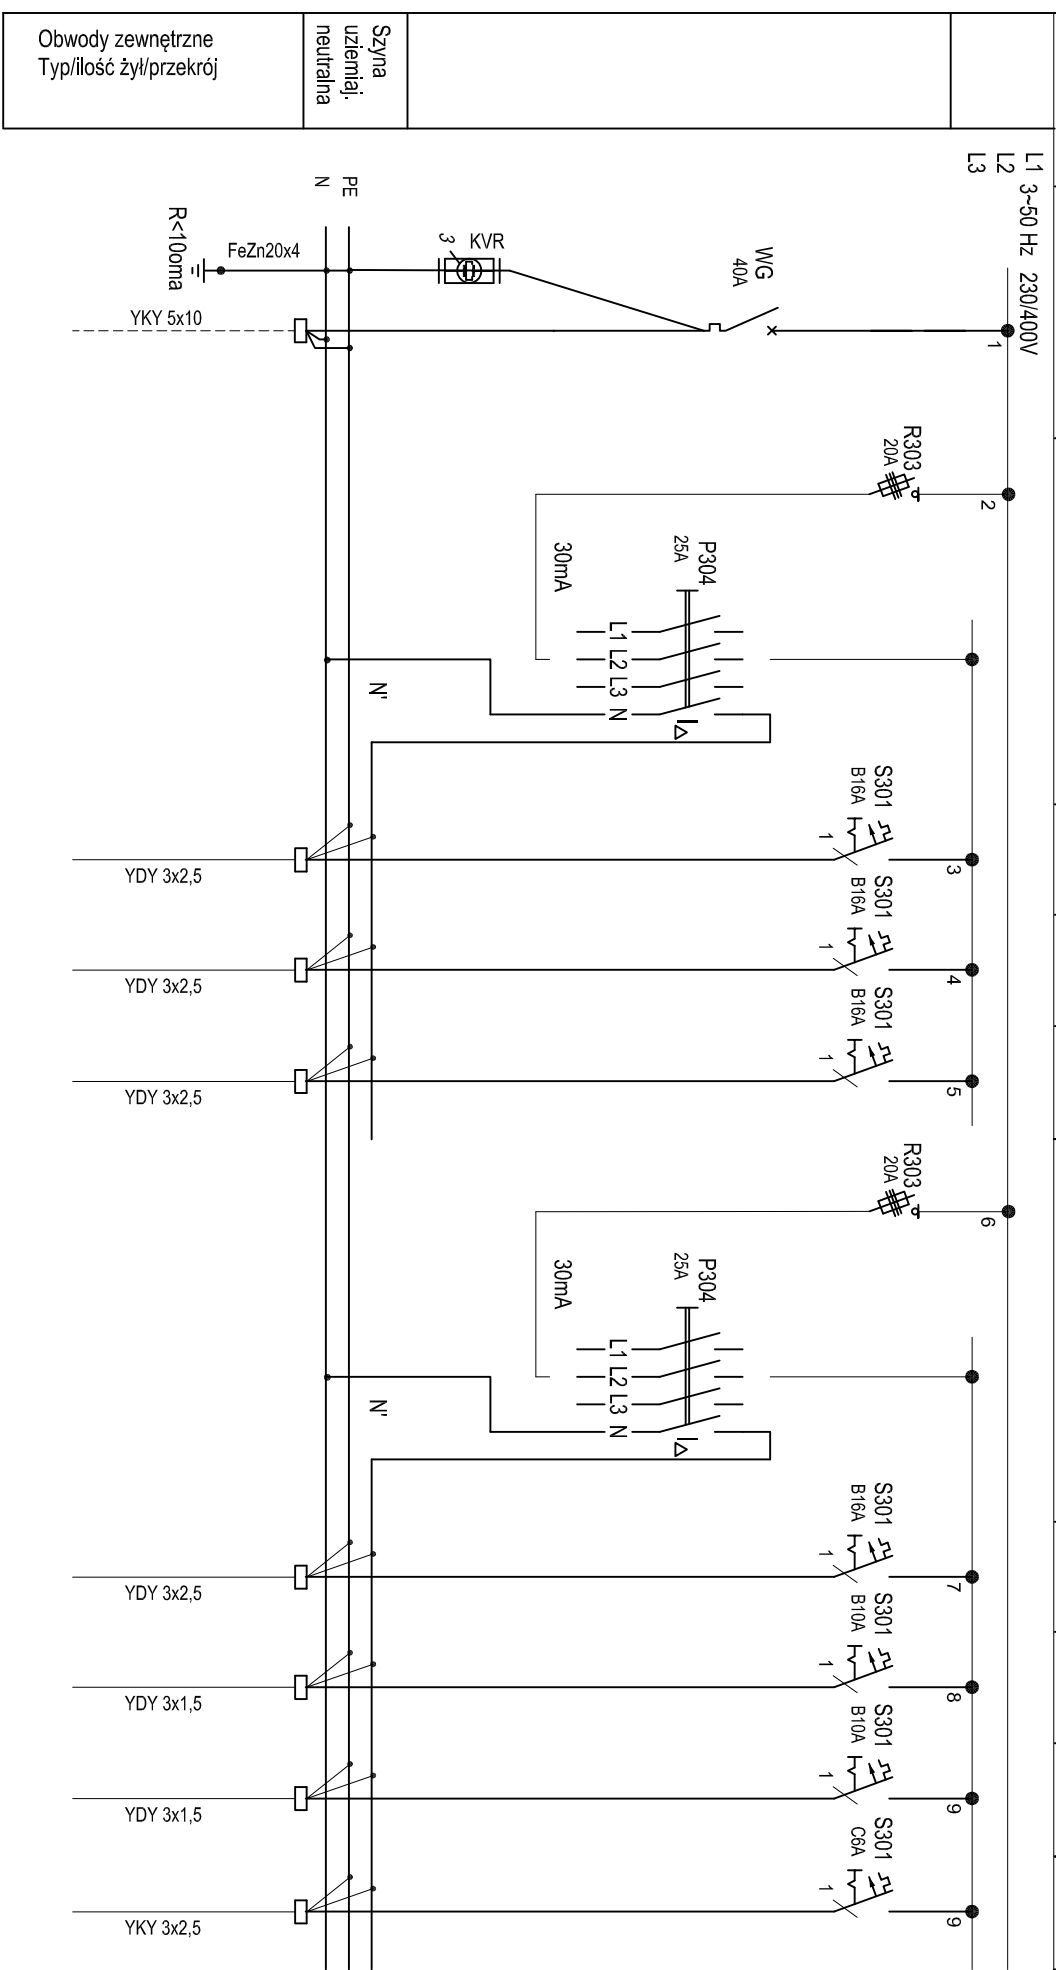 Obwody zewnętrzne
Typ/ilość żył/przekrój
Szyna
uziemiaj.
neutralna
L1 3~50 Hz 230/400V
L2
L3
PE
N
R<10oma
FeZn20x4
3
KVR
WG
40A
YKY 5x10
1
R303
20A
2
P304
25A
30mA
L1
L2
L3
N
I∆
N'
S301
B16A
1
3
YDY 3x2,5
S301
B16A
1
4
YDY 3x2,5
S301
B16A
1
5
YDY 3x2,5
R303
20A
6
P304
25A
30mA
L1
L2
L3
N
I∆
N'
S301
B16A
1
7
YDY 3x2,5
S301
B10A
1
8
YDY 3x1,5
S301
B10A
1
9
YDY 3x1,5
S301
C6A
1
9
YKY 3x2,5